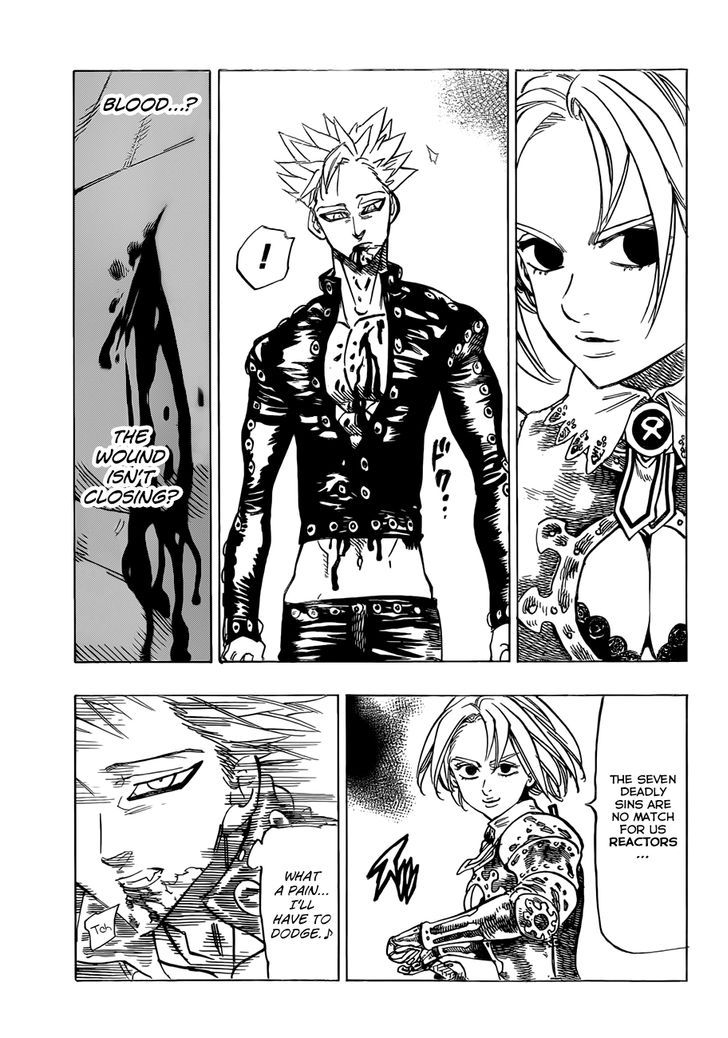 BLOOD...?
THE
WOUND
ISN'T
CLOSING?
!
ドク…
THE SEVEN
DEADLY
SINS ARE
NO MATCH
FOR US
REACTORS
...
WHAT
A PAIN...
I'LL
HAVE TO
DODGE.♪
Tch